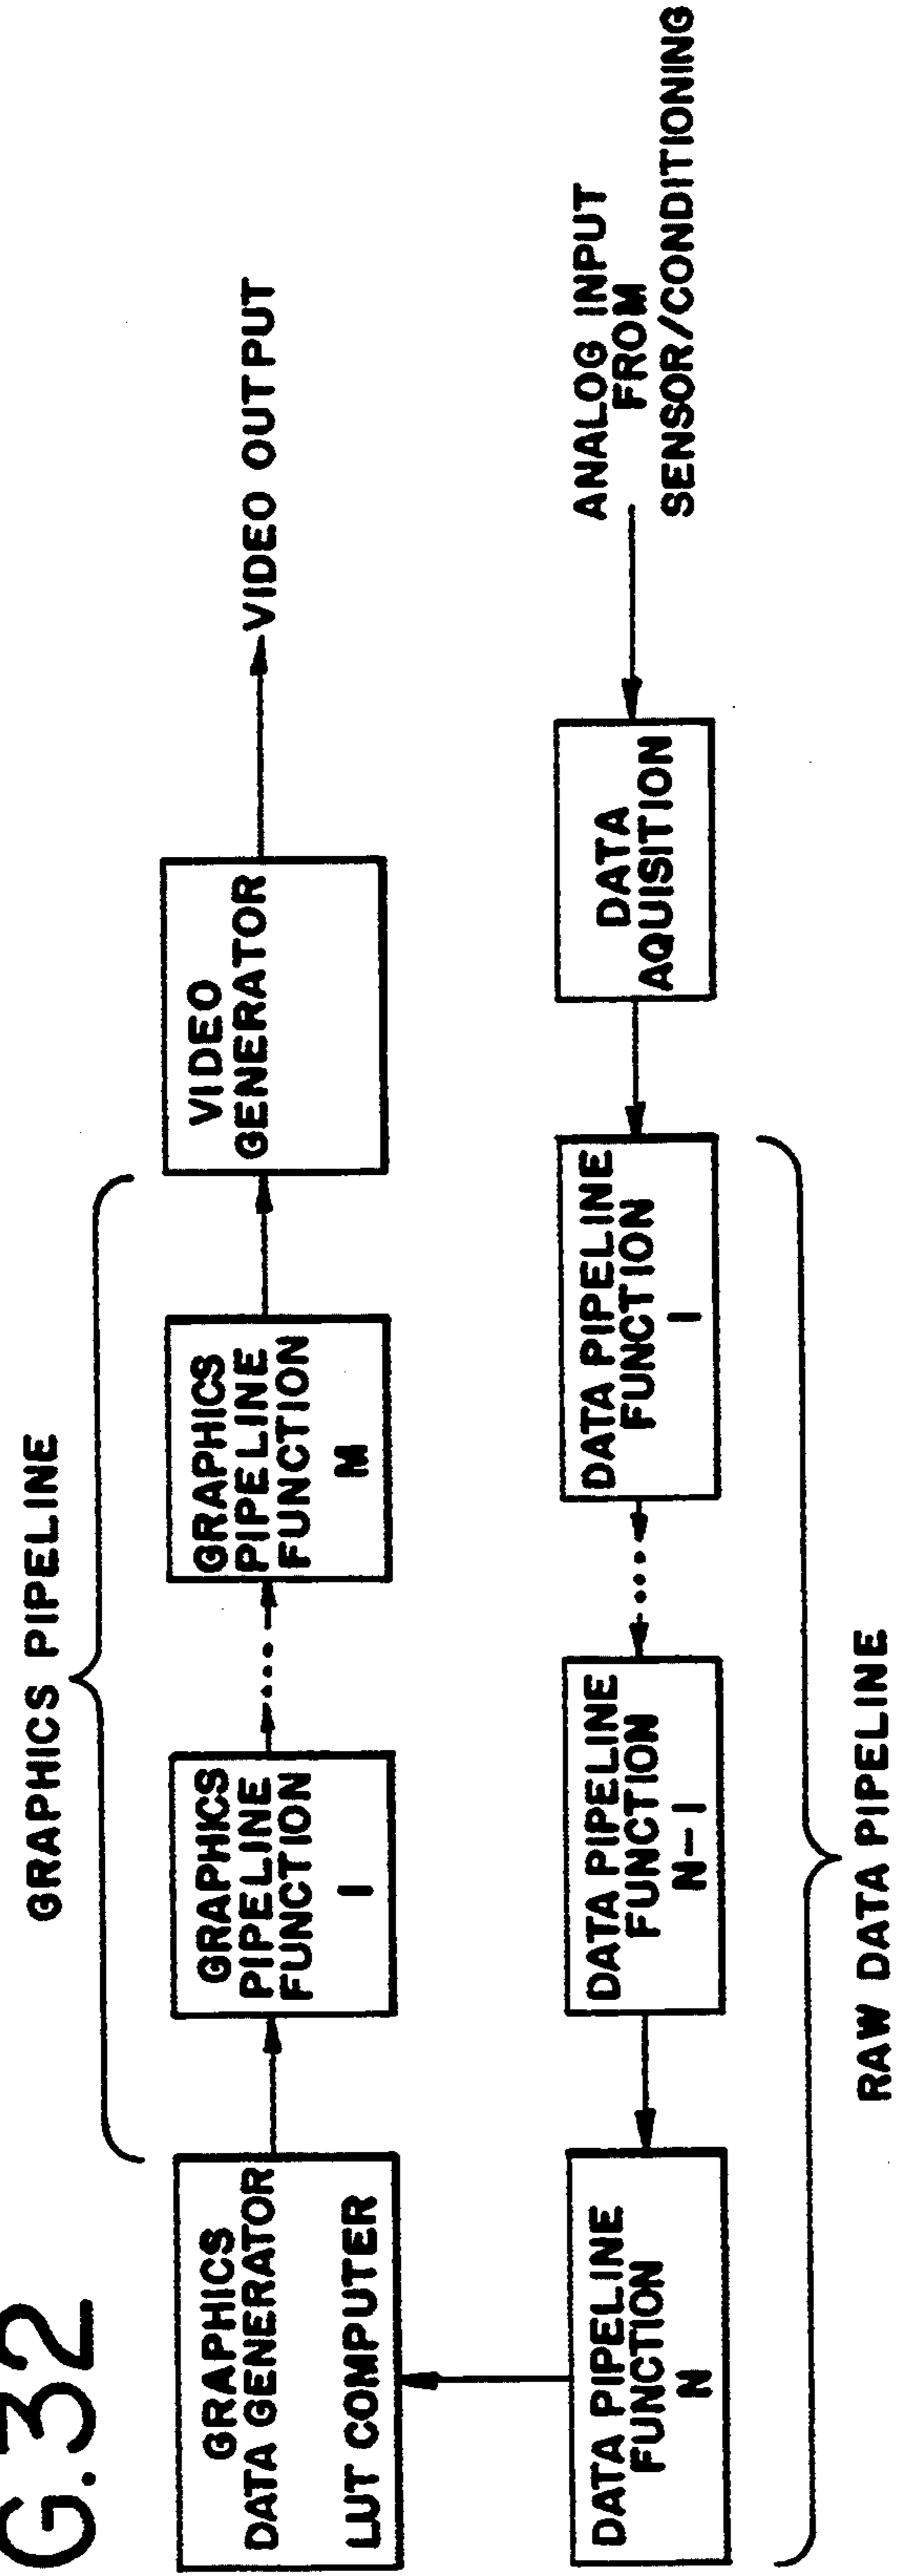 G.32
GRAPHICS PIPELINE
GRAPHICS
DATA GENERATOR
LUT COMPUTER
GRAPHICS
PIPELINE
FUNCTION
I
GRAPHICS
PIPELINE
FUNCTION
M
VIDEO
GENERATOR
VIDEO OUTPUT
DATA PIPELINE
FUNCTION
N
DATA PIPELINE
FUNCTION
N-I
DATA PIPELINE
FUNCTION
I
DATA
AQUISITION
ANALOG INPUT
FROM
SENSOR/CONDITIONING
RAW DATA PIPELINE